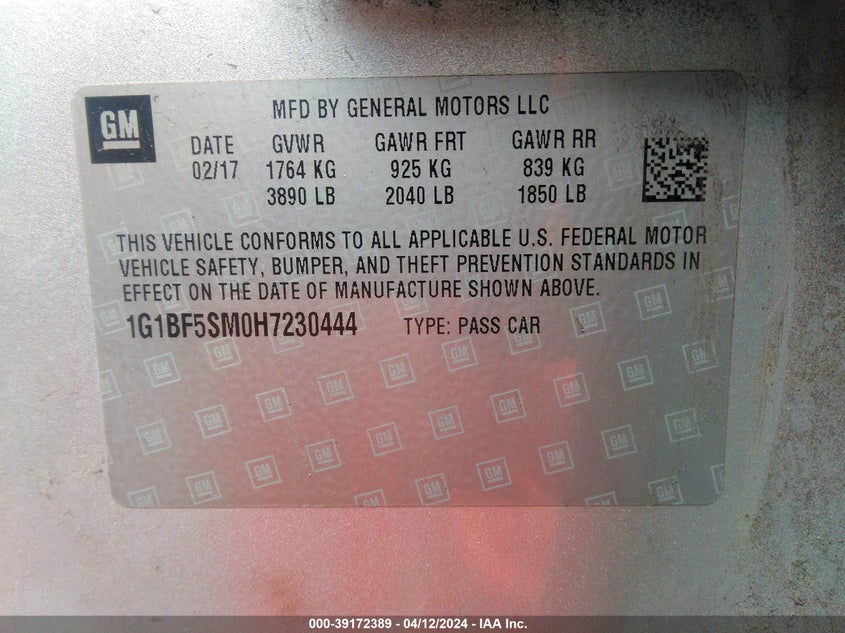 GM
MFD BY GENERAL MOTORS LLC
DATE GVWR GAWR FRT GAWR RR
02/17 1764 KG 925 KG 839 KG
3890 LB 2040 LB 1850 LB
THIS VEHICLE CONFORMS TO ALL APPLICABLE U.S. FEDERAL MOTOR
VEHICLE SAFETY, BUMPER, AND THEFT PREVENTION STANDARDS IN
EFFECT ON THE DATE OF MANUFACTURE SHOWN ABOVE.
1G1BF5SM0H7230444 TYPE: PASS CAR
000-39172389 - 04/12/2024 - IAA Inc.